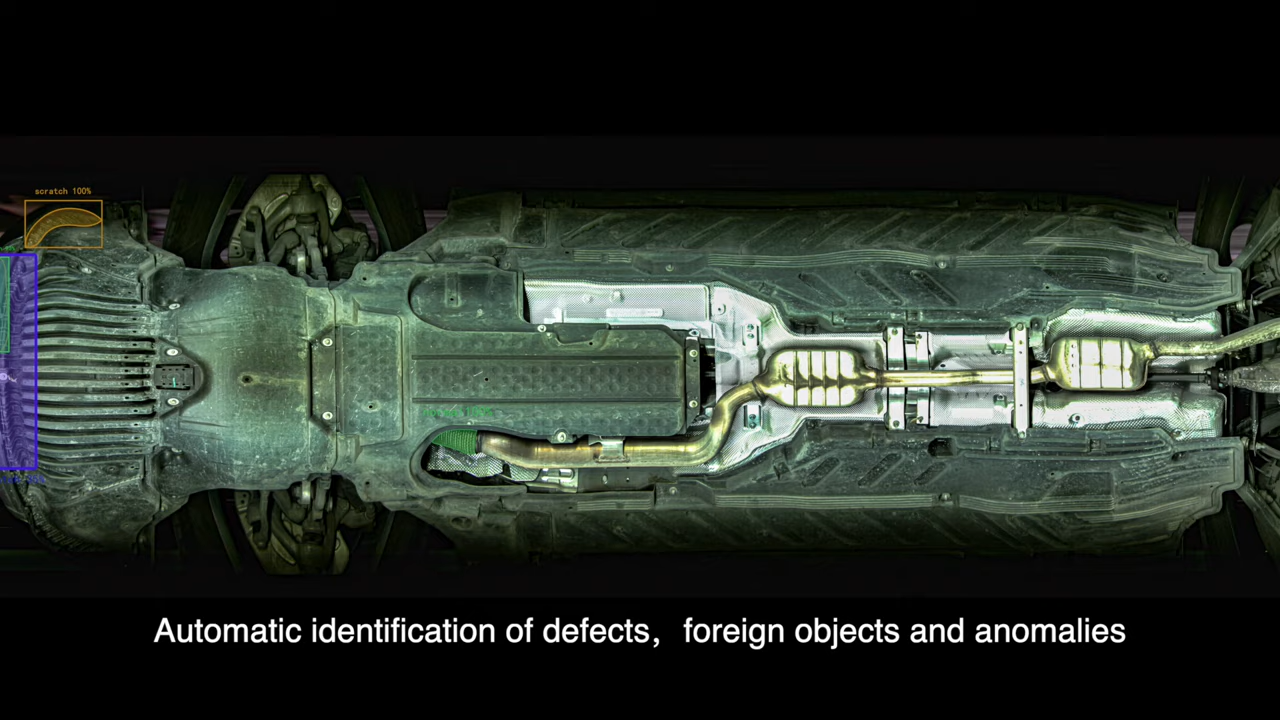 scratch 100%
Automatic identification of defects, foreign objects and anomalies